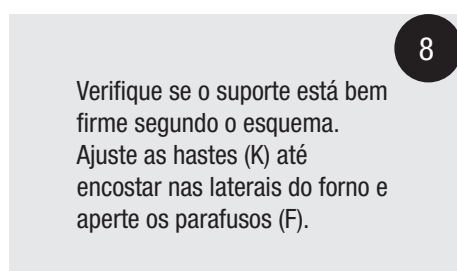 8
Verifique se o suporte está bem
firme segundo o esquema.
Ajuste as hastes (K) até
encostar nas laterais do forno e
aperte os parafusos (F).